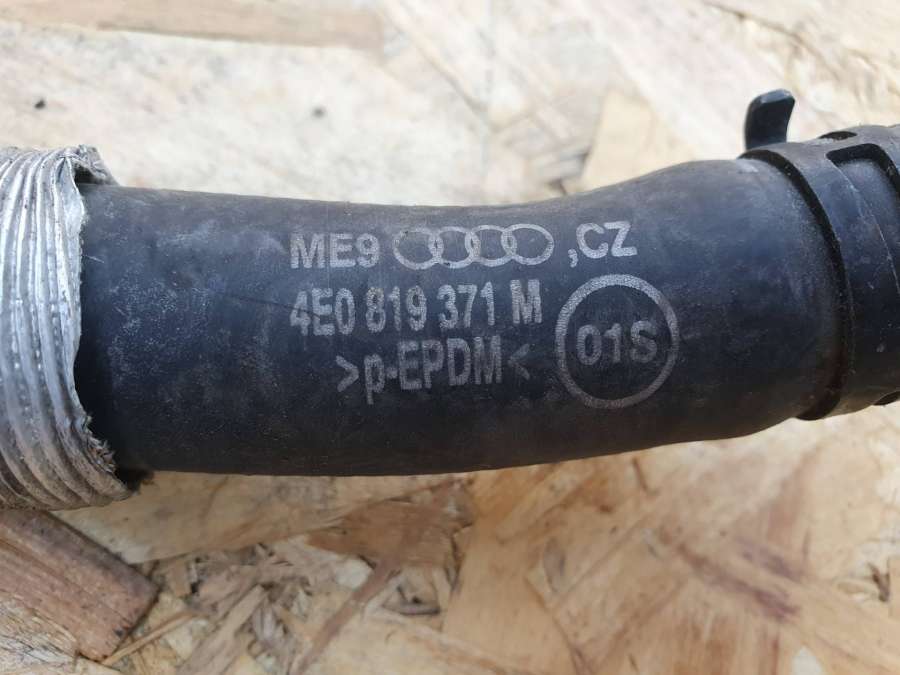 ME9 ,CZ
4E0 819 371 M
>p-EPDM<
01S